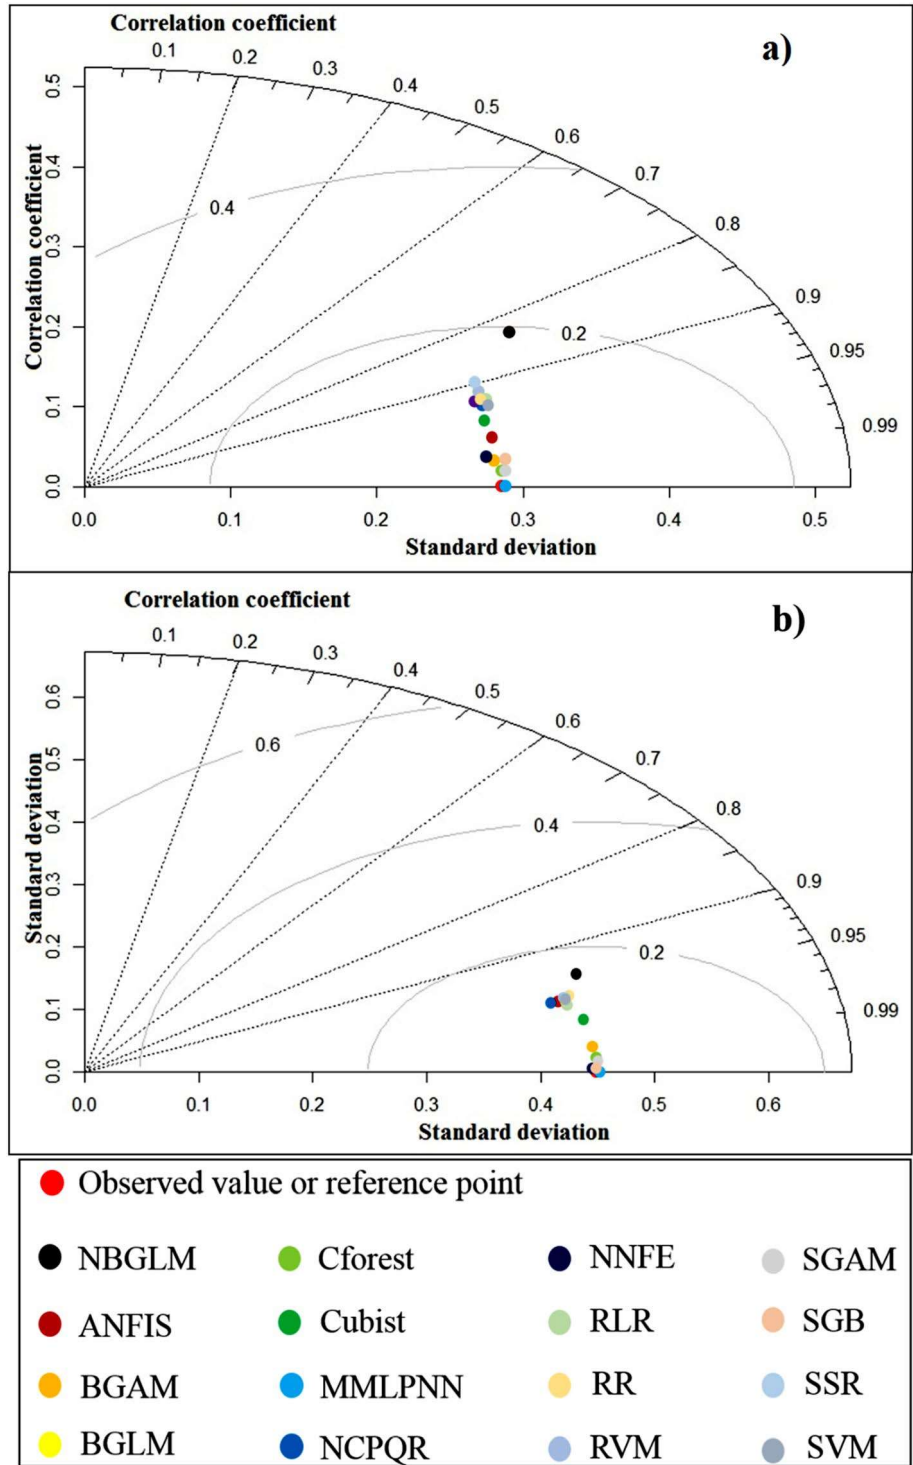 Correlation coefficient
a)
0.1
0.2
0.3
0.4
0.5
0.6
0.7
0.8
0.9
0.95
0.99
Correlation coefficient
0.5
0.4
0.3
0.2
0.1
0.0
0.4
0.2
0.0 0.1 0.2 0.3 0.4 0.5
Standard deviation
Correlation coefficient
b)
0.1
0.2
0.3
0.4
0.5
0.6
0.7
0.8
0.9
0.95
0.99
Standard deviation
0.6
0.5
0.4
0.3
0.2
0.1
0.0
0.6
0.4
0.2
0.0 0.1 0.2 0.3 0.4 0.5 0.6
Standard deviation
Observed value or reference point
NBGLM Cforest NNFE SGAM
ANFIS Cubist RLR SGB
BGAM MMLPNN RR SSR
BGLM NCPQR RVM SVM